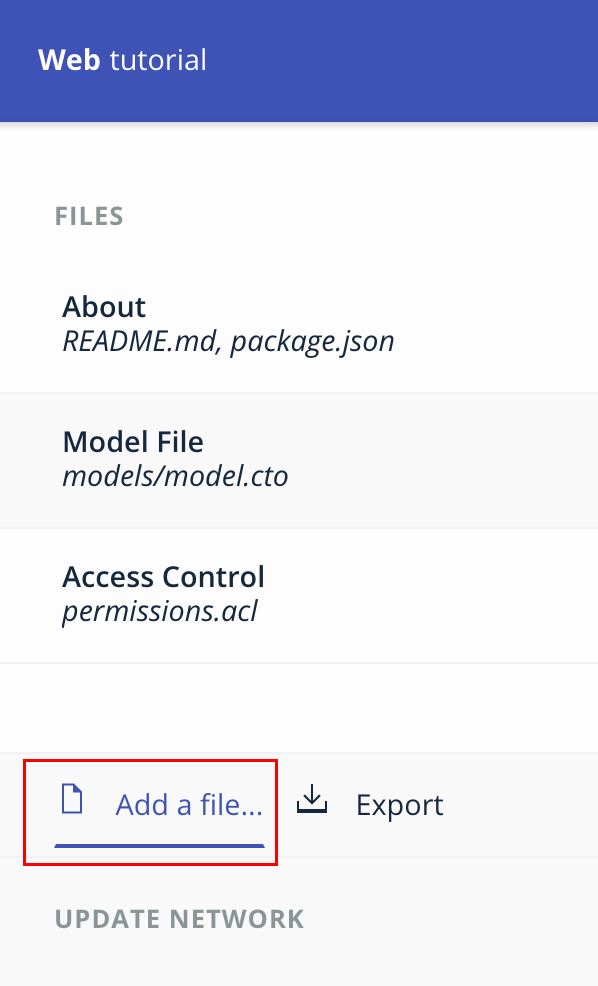 Web tutorial
FILES
About
README.md, package.json
Model File
models/model.cto
Access Control
permissions.acl
Add a file... Export
UPDATE NETWORK